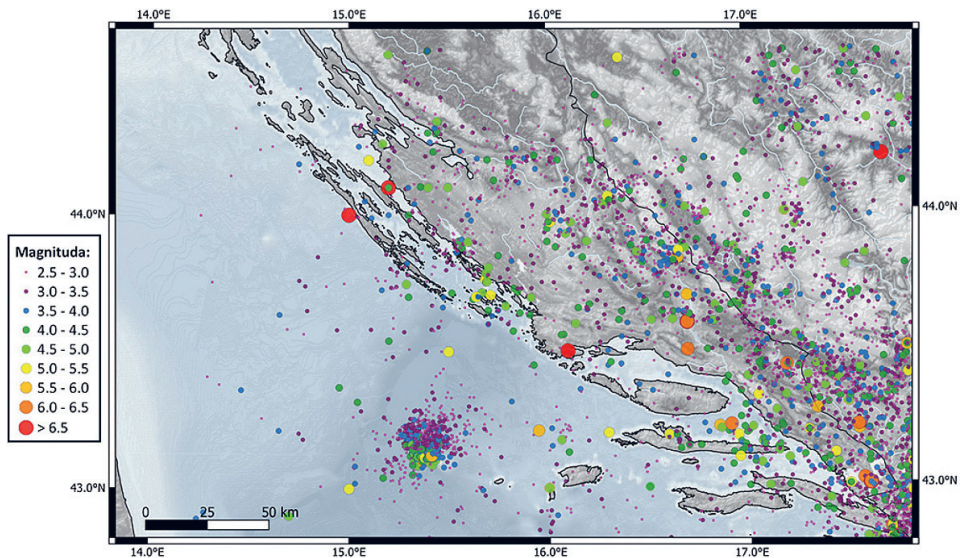 14.0°E 15.0°E 16.0°E 17.0°E
44.0°N 44.0°N
Magnituda:
2.5 - 3.0
3.0 - 3.5
3.5 - 4.0
4.0 - 4.5
4.5 - 5.0
5.0 - 5.5
5.5 - 6.0
6.0 - 6.5
> 6.5
43.0°N 43.0°N
0 25 50 km
14.0°E 15.0°E 16.0°E 17.0°E